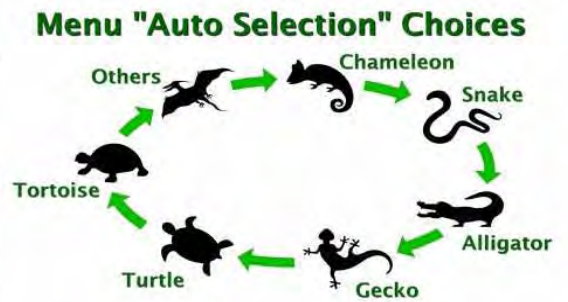 Menu "Auto Selection" Choices
Others
Chameleon
Snake
Tortoise
Alligator
Turtle
Gecko